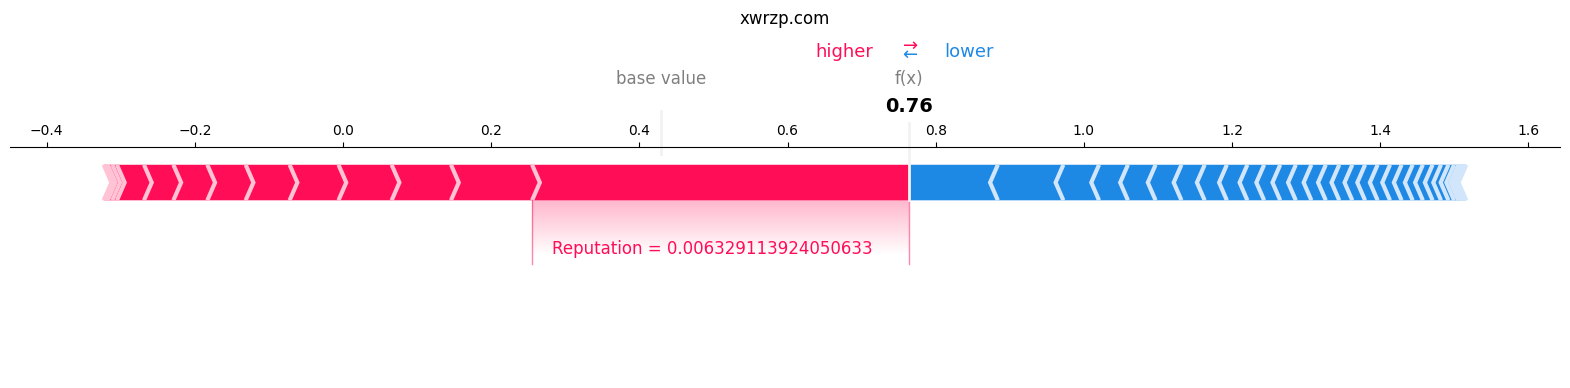 xwrzp.com
higher ⇄ lower
base value f(x)
0.76
−0.4 −0.2 0.0 0.2 0.4 0.6 0.8 1.0 1.2 1.4 1.6
Reputation = 0.006329113924050633